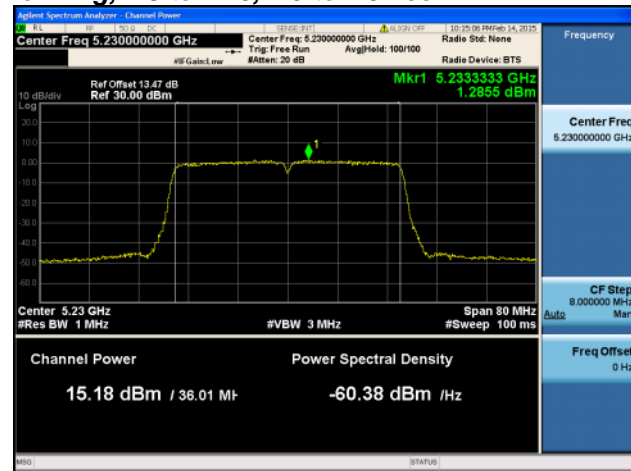 Agilent Spectrum Analyzer - Channel Power
RL RF 50 Ω DC SENSE:INT ALIGN OFF 10:15:06 PM Feb 14, 2015
Center Freq 5.230000000 GHz
Center Freq: 5.230000000 GHz
Radio Std: None
Trig: Free Run Avg|Hold: 100/100
#IFGain:Low #Atten: 20 dB Radio Device: BTS
Frequency
Ref Offset 13.47 dB
Mkr1 5.2333333 GHz
10 dB/div Ref 30.00 dBm 1.2855 dBm
Log
20.0
10.0
0.00
-10.0
-20.0
-30.0
-40.0
-50.0
-60.0
1
Center Freq
5.230000000 GHz
Center 5.23 GHz Span 80 MHz
#Res BW 1 MHz #VBW 3 MHz #Sweep 100 ms
CF Step
8.000000 MHz
Auto Man
Channel Power Power Spectral Density
15.18 dBm / 36.01 MH -60.38 dBm /Hz
Freq Offset
0 Hz
MSG STATUS